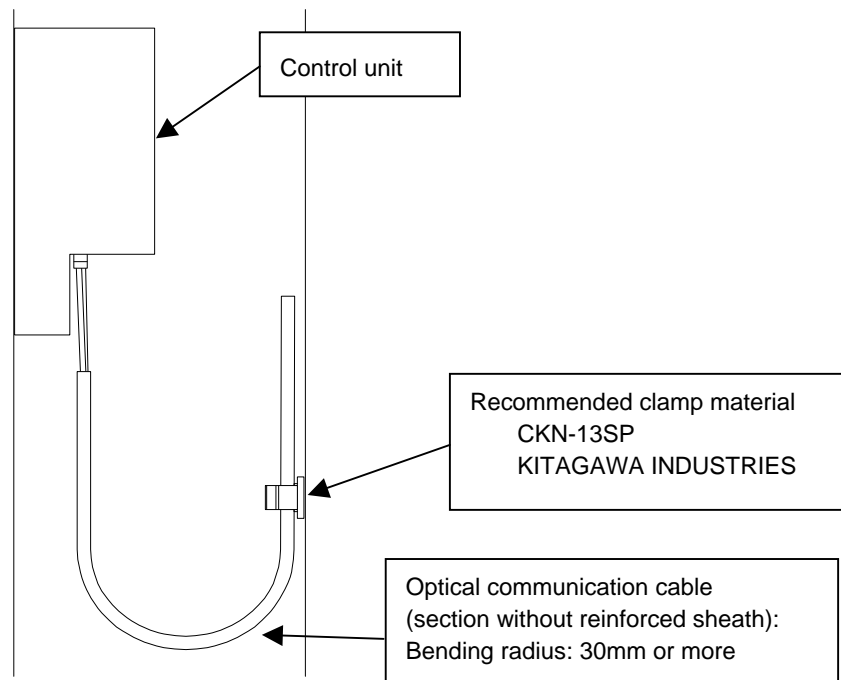 Control unit
Recommended clamp material
CKN-13SP
KITAGAWA INDUSTRIES
Optical communication cable
(section without reinforced sheath):
Bending radius: 30mm or more